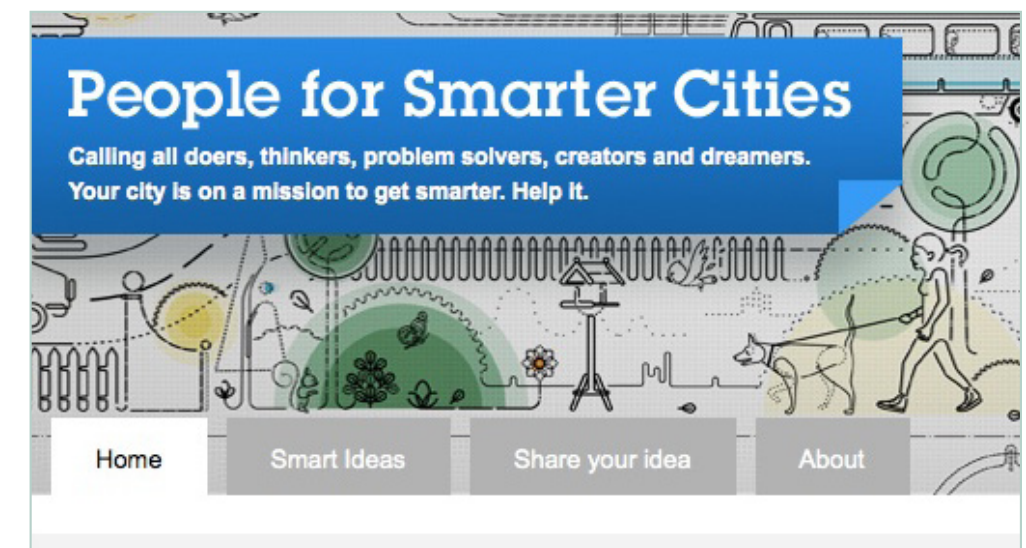 People for Smarter Cities
Calling all doers, thinkers, problem solvers, creators and dreamers.
Your city is on a mission to get smarter. Help it.
Home
Smart Ideas
Share your idea
About